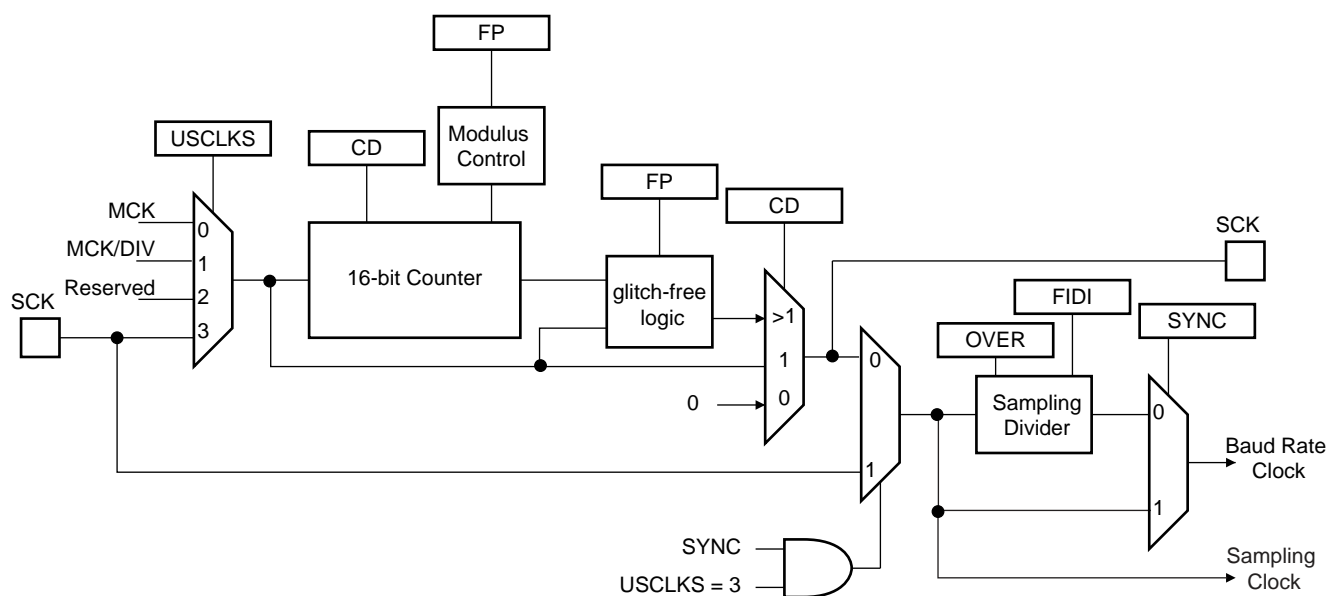 FP
USCLKS
CD
Modulus
Control
FP
CD
MCK
0
MCK/DIV
1
Reserved
2
SCK
3
16-bit Counter
glitch-free
logic
>1
1
0
0
SCK
FIDI
OVER
SYNC
0
1
Sampling
Divider
0
1
Baud Rate
Clock
SYNC
USCLKS = 3
Sampling
Clock